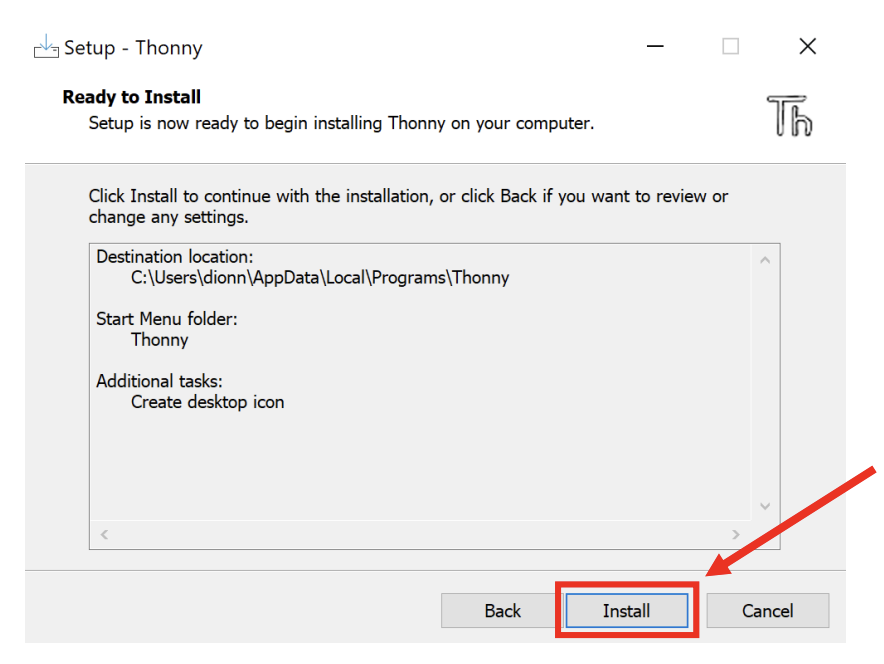 Setup - Thonny
Ready to Install
Setup is now ready to begin installing Thonny on your computer.
Th
Click Install to continue with the installation, or click Back if you want to review or
change any settings.
Destination location:
C:\Users\dionn\AppData\Local\Programs\Thonny
Start Menu folder:
Thonny
Additional tasks:
Create desktop icon
Back
Install
Cancel